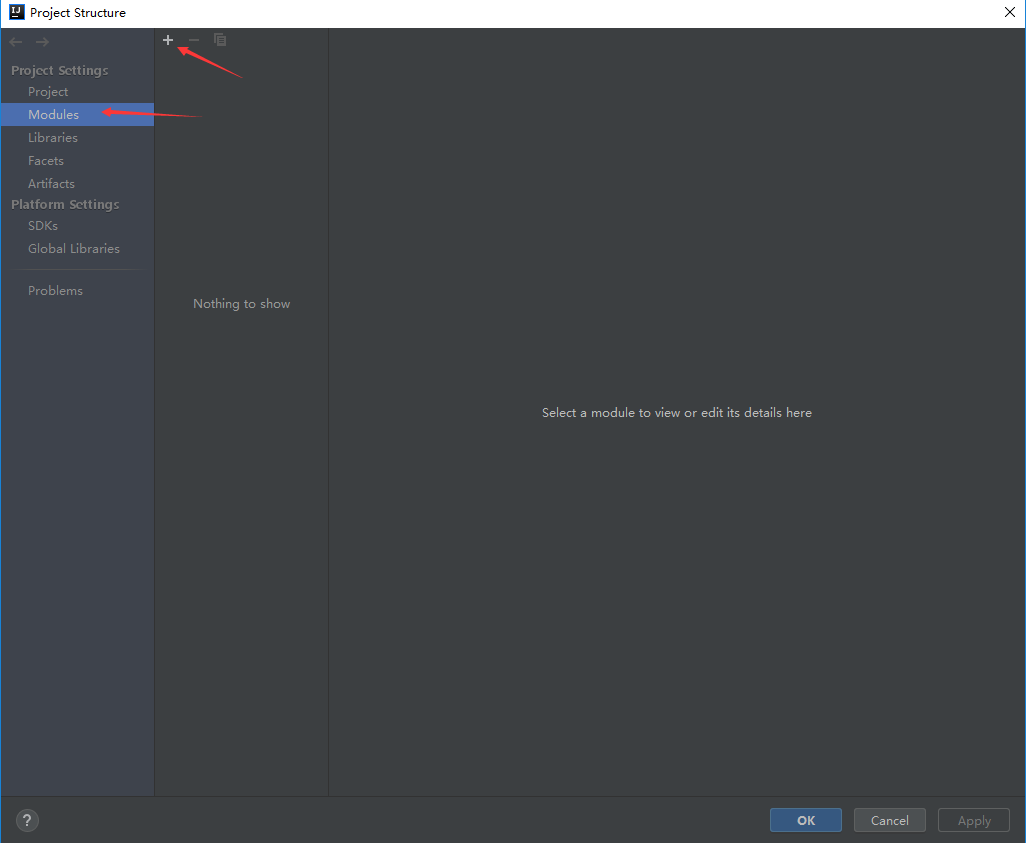 IJ
Project Structure
Project Settings
Project
Modules
Libraries
Facets
Artifacts
Platform Settings
SDKs
Global Libraries
Problems
Nothing to show
Select a module to view or edit its details here
?
OK
Cancel
Apply